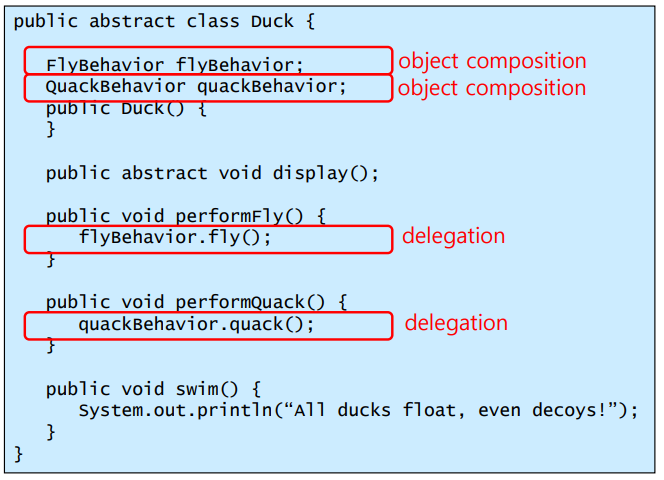 public abstract class Duck {
FlyBehavior flyBehavior; object composition
QuackBehavior quackBehavior; object composition
public Duck() {
}
public abstract void display();
public void performFly() {
flyBehavior.fly(); delegation
}
public void performQuack() {
quackBehavior.quack(); delegation
}
public void swim() {
System.out.println(“All ducks float, even decoys!”);
}
}